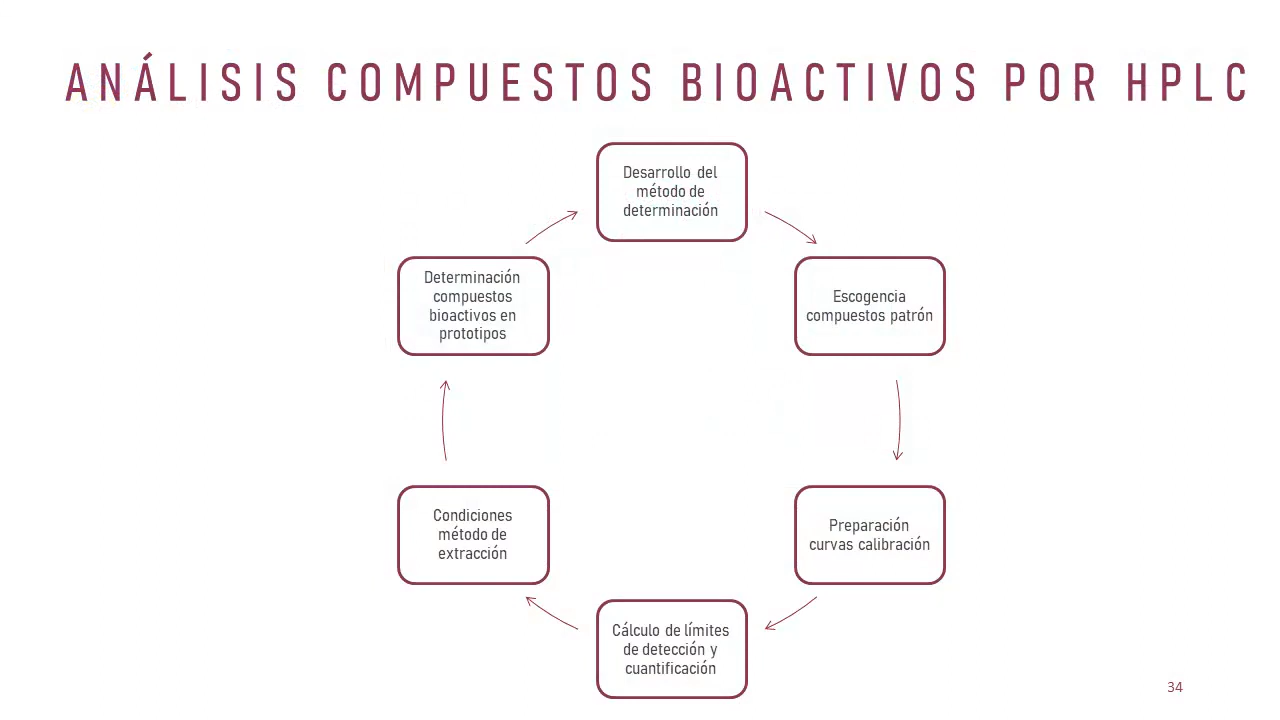 ANÁLISIS COMPUESTOS BIOACTIVOS POR HPLC
Desarrollo del
método de
determinación
Escogencia
compuestos patrón
Preparación
curvas calibración
Cálculo de límites
de detección y
cuantificación
Condiciones
método de
extracción
Determinación
compuestos
bioactivos en
prototipos
34